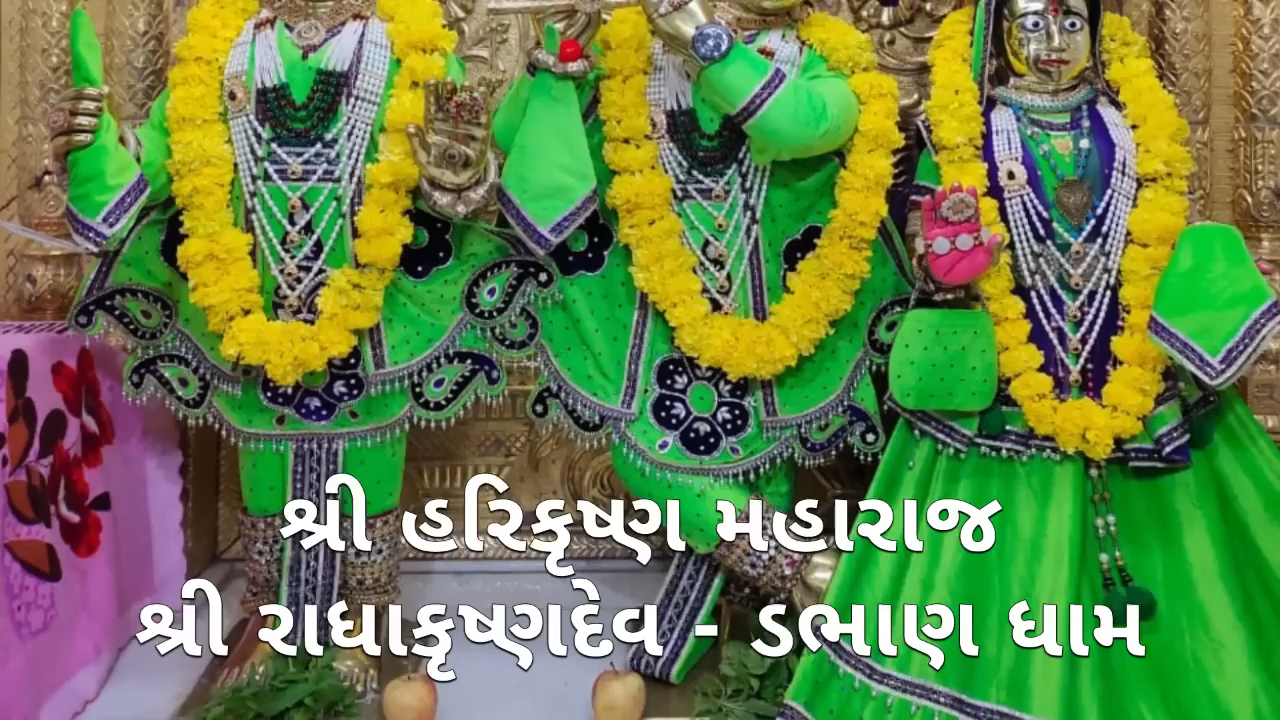 શ્રી હરિકૃષ્ણ મહારાજ
શ્રી રાધાકૃષ્ણદેવ - ડભાણ ધામ